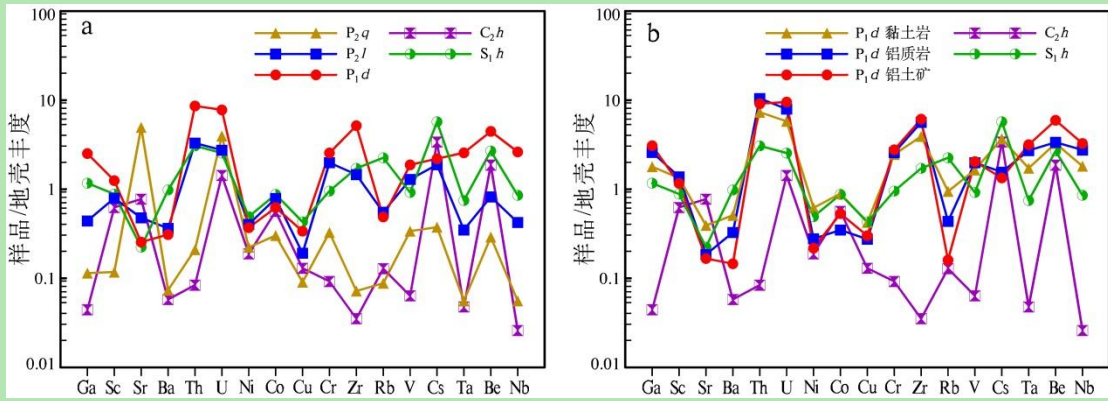 a
样品/地壳丰度
100
10
1
0.1
0.01
P₂q
P₂l
P₁d
C₂h
S₁h
Ga Sc Sr Ba Th U Ni Co Cu Cr Zr Rb V Cs Ta Be Nb
b
样品/地壳丰度
100
10
1
0.1
0.01
P₁d 黏土岩
P₁d 铝质岩
P₁d 铝土矿
C₂h
S₁h
Ga Sc Sr Ba Th U Ni Co Cu Cr Zr Rb V Cs Ta Be Nb